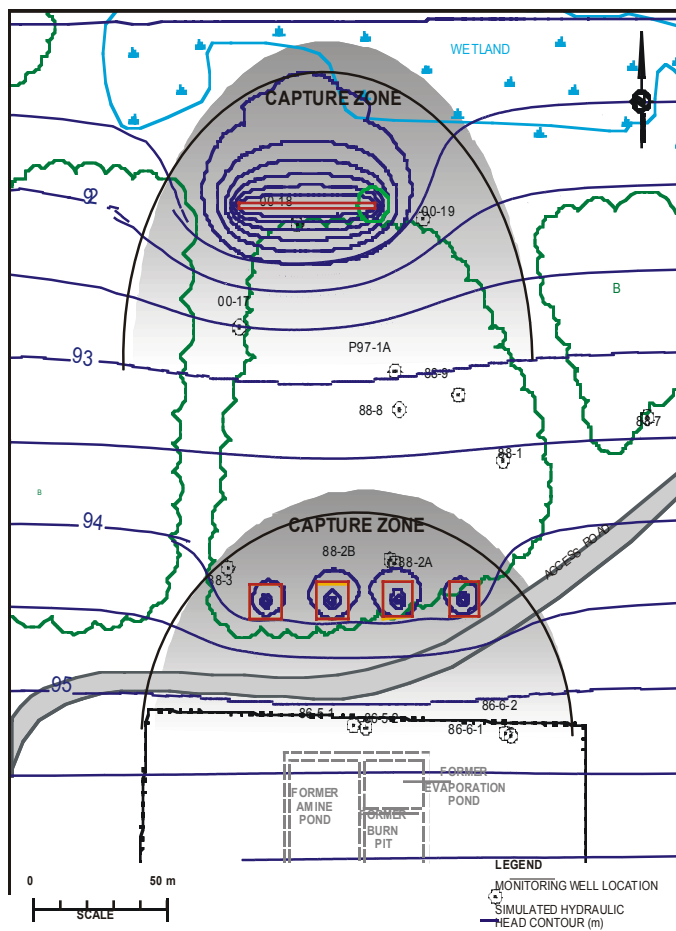 WETLAND
CAPTURE ZONE
92
00-18
00-19
B
00-17
P97-1A
93
88-9
88-8
88-7
88-1
B
CAPTURE ZONE
94
88-2B
88-2A
88-3
ACCESS ROAD
95
86-5-1
86-5-2
86-6-2
86-6-1
FORMER
AMINE
POND
FORMER
EVAPORATION
POND
ORMER
BURN
PIT
0
50 m
SCALE
LEGEND
MONITORING WELL LOCATION
SIMULATED HYDRAULIC
HEAD CONTOUR (m)